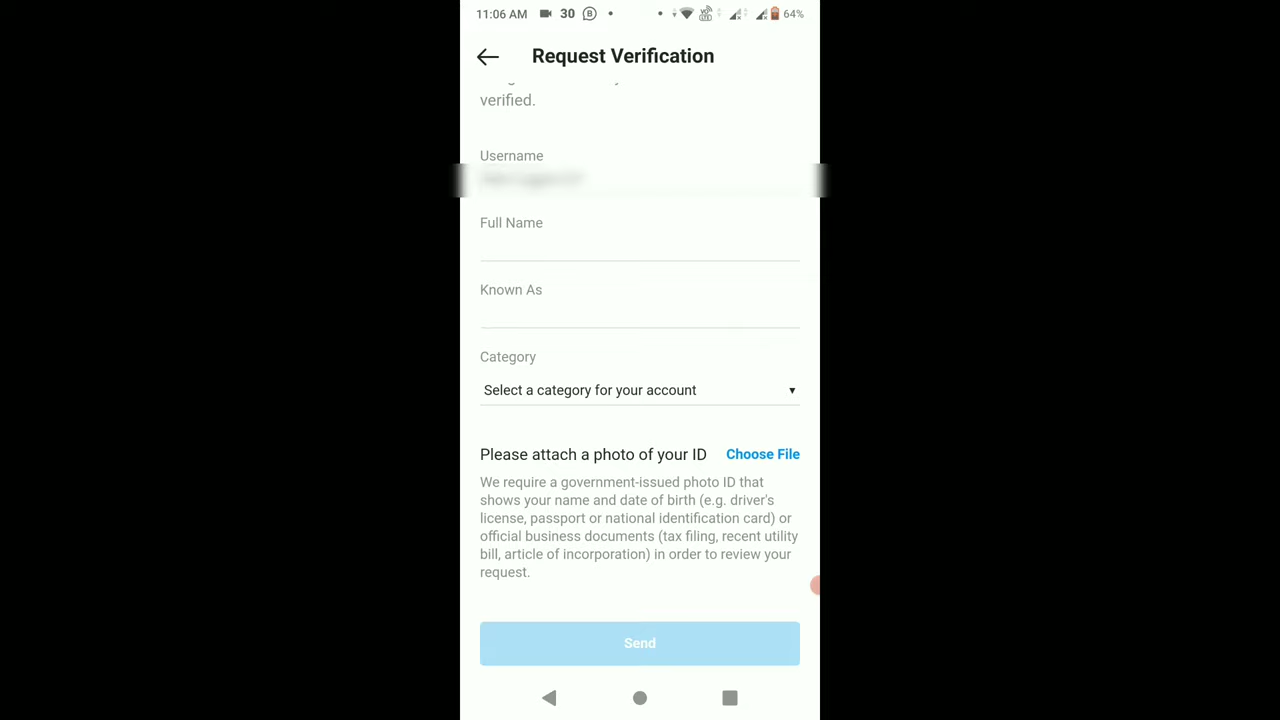 11:06 AM 30 64%
Request Verification
verified.
Username
Full Name
Known As
Category
Select a category for your account
Please attach a photo of your ID Choose File
We require a government-issued photo ID that
shows your name and date of birth (e.g. driver's
license, passport or national identification card) or
official business documents (tax filing, recent utility
bill, article of incorporation) in order to review your
request.
Send